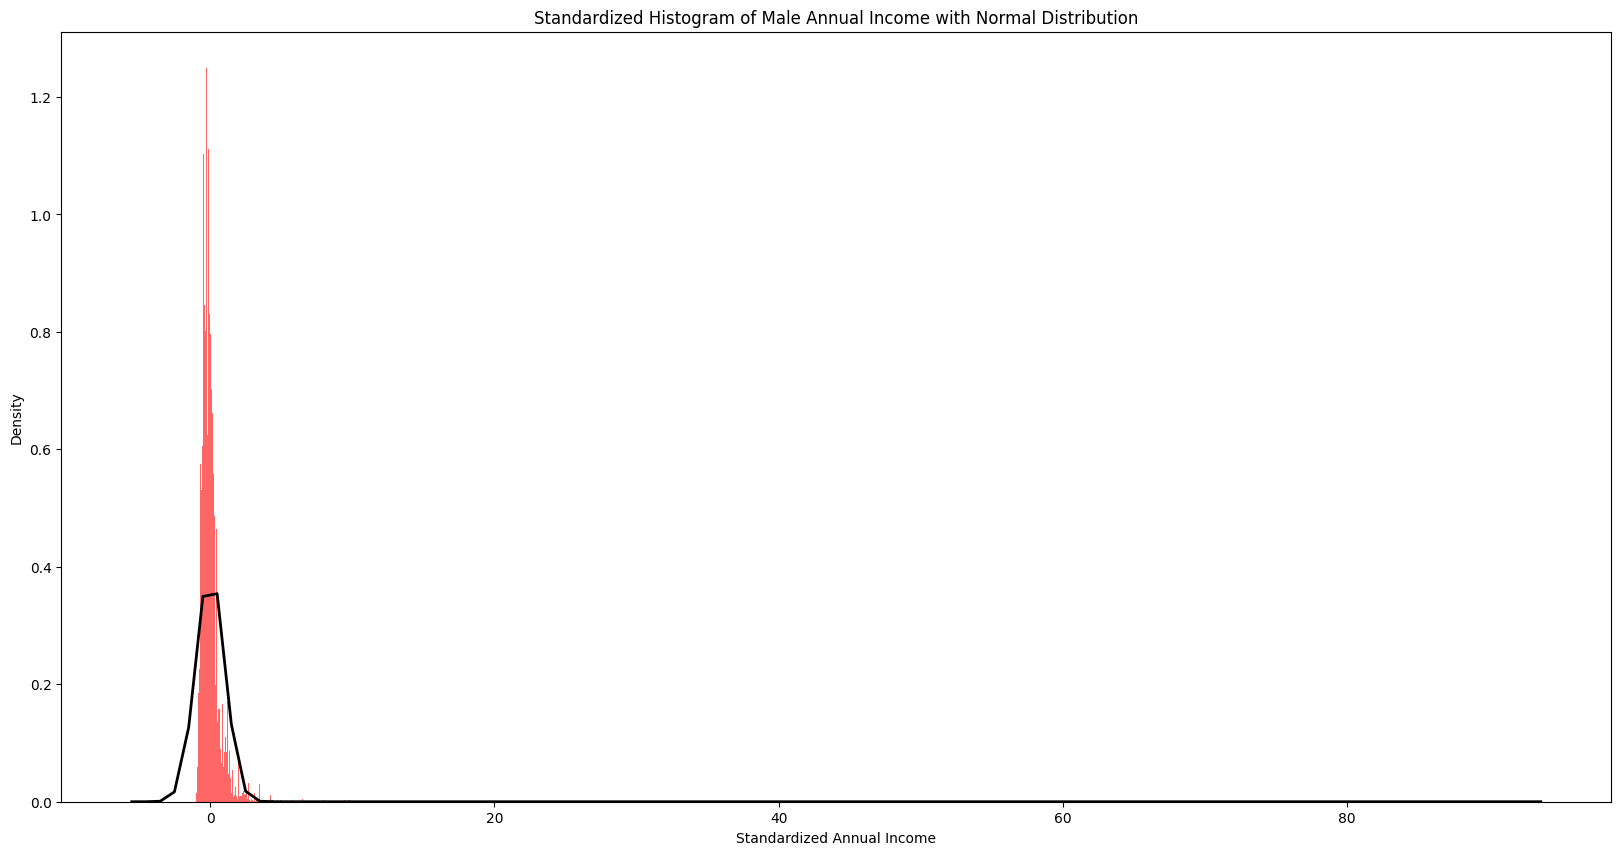 Standardized Histogram of Male Annual Income with Normal Distribution
1.2
1.0
0.8
0.6
0.4
0.2
0.0
Density
0 20 40 60 80
Standardized Annual Income